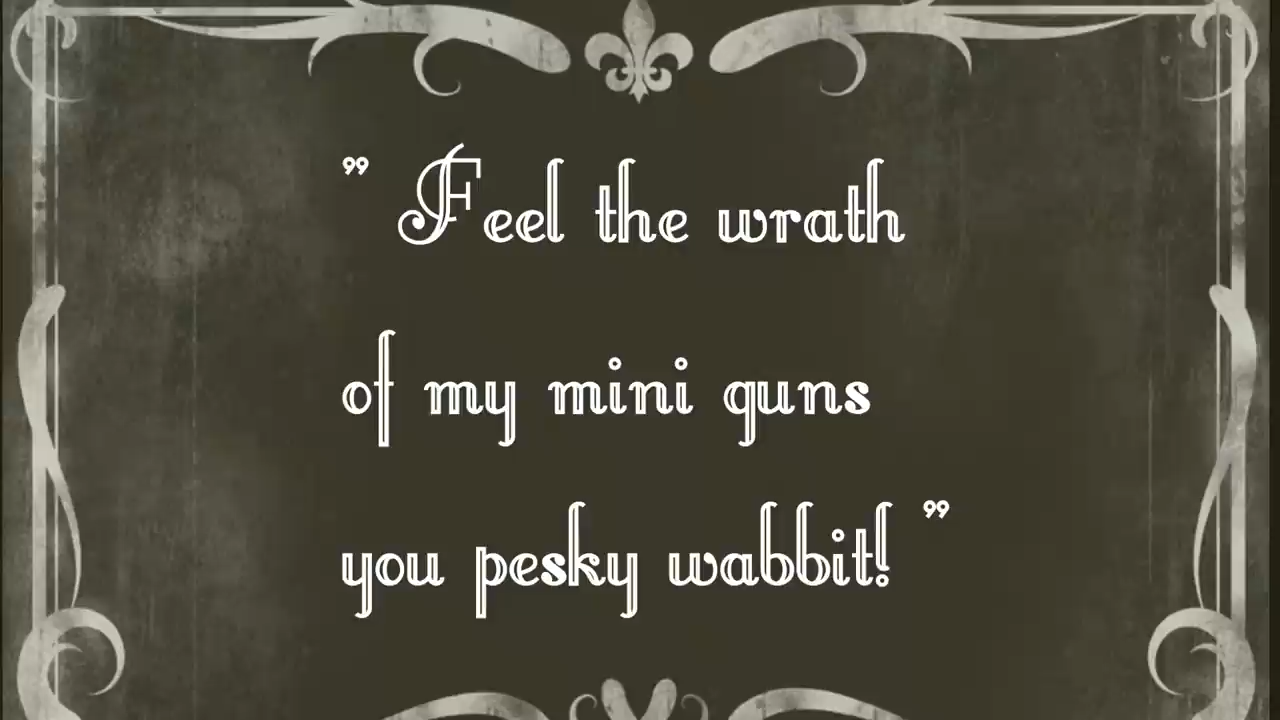 ” Feel the wrath
of my mini guns
you pesky wabbit! ”